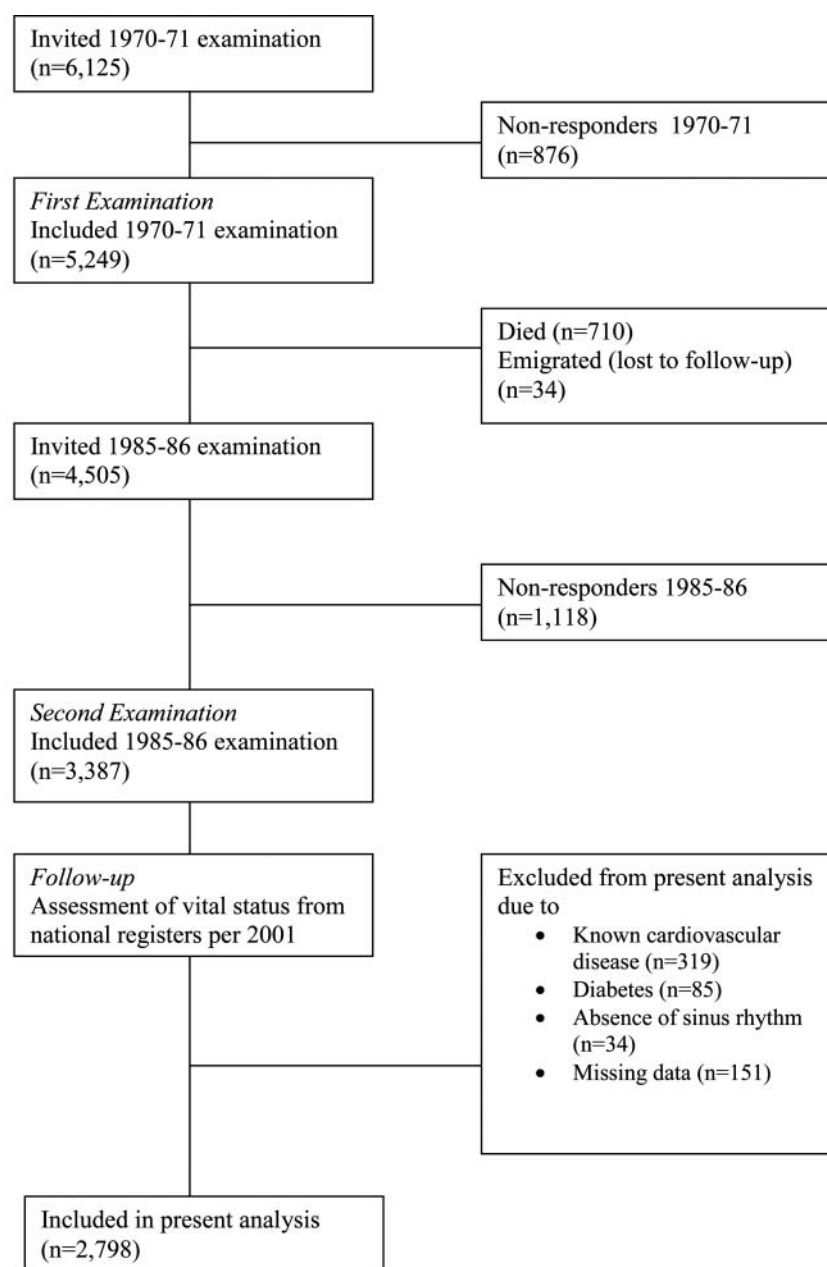 Invited 1970-71 examination
(n=6,125)
Non-responders 1970-71
(n=876)
First Examination
Included 1970-71 examination
(n=5,249)
Died (n=710)
Emigrated (lost to follow-up)
(n=34)
Invited 1985-86 examination
(n=4,505)
Non-responders 1985-86
(n=1,118)
Second Examination
Included 1985-86 examination
(n=3,387)
Follow-up
Assessment of vital status from
national registers per 2001
Excluded from present analysis
due to
• Known cardiovascular
disease (n=319)
• Diabetes (n=85)
• Absence of sinus rhythm
(n=34)
• Missing data (n=151)
Included in present analysis
(n=2,798)